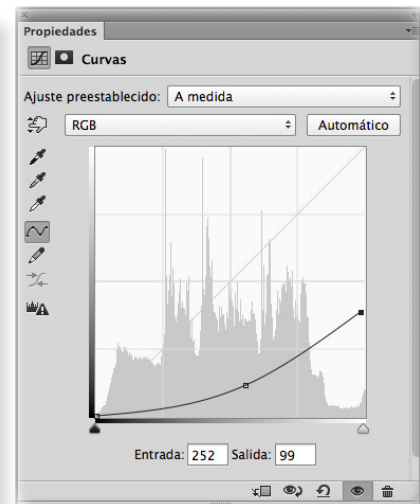 Propiedades
Curvas
Ajuste preestablecido: A medida
RGB Automático
Entrada: 252 Salida: 99